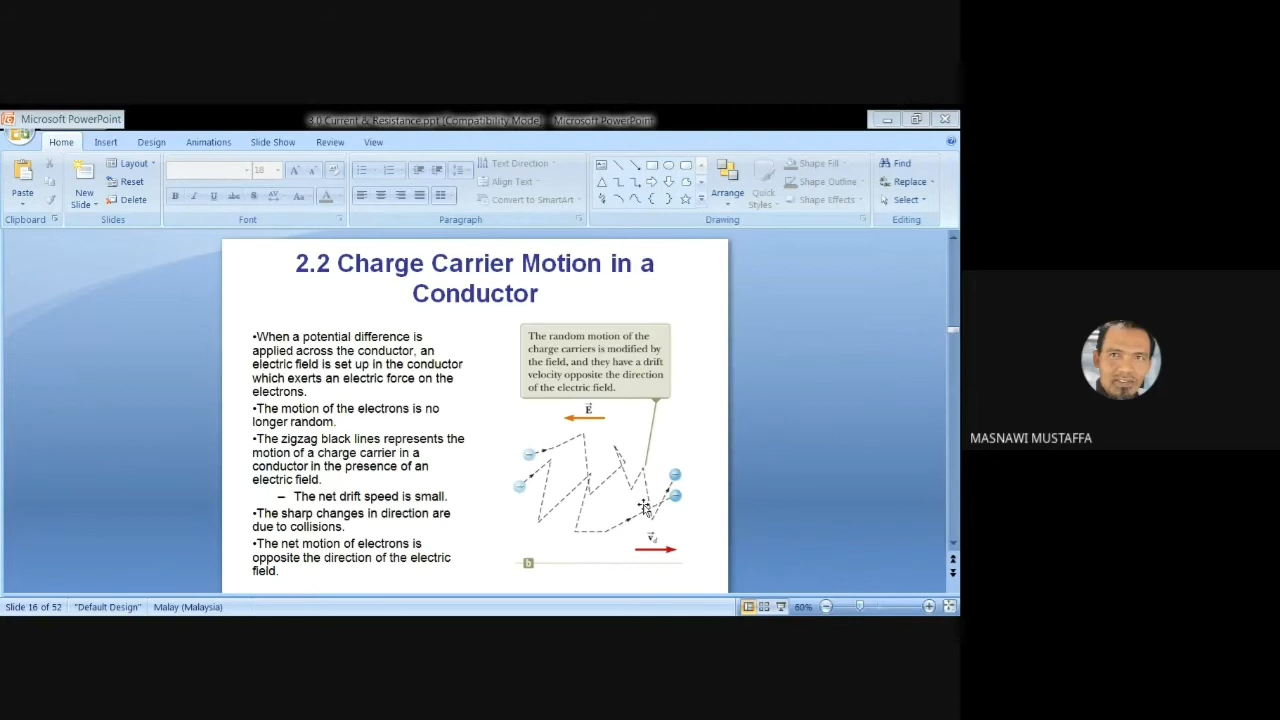 Microsoft PowerPoint
3.0 Current & Resistance.ppt [Compatibility Mode] - Microsoft PowerPoint
Home
Insert
Design
Animations
Slide Show
Review
View
Paste
Clipboard
New
Slide
Layout
Reset
Delete
Slides
18
B I U abc S AV Aa A
Font
Text Direction
Align Text
Convert to SmartArt
Paragraph
Arrange
Quick
Styles
Shape Fill
Shape Outline
Shape Effects
Drawing
Find
Replace
Select
Editing
2.2 Charge Carrier Motion in a
Conductor
•When a potential difference is
applied across the conductor, an
electric field is set up in the conductor
which exerts an electric force on the
electrons.
•The motion of the electrons is no
longer random.
•The zigzag black lines represents the
motion of a charge carrier in a
conductor in the presence of an
electric field.
– The net drift speed is small.
•The sharp changes in direction are
due to collisions.
•The net motion of electrons is
opposite the direction of the electric
field.
The random motion of the
charge carriers is modified by
the field, and they have a drift
velocity opposite the direction
of the electric field.
E
v d
b
MASNAWI MUSTAFFA
Slide 16 of 52
"Default Design"
Malay (Malaysia)
60%